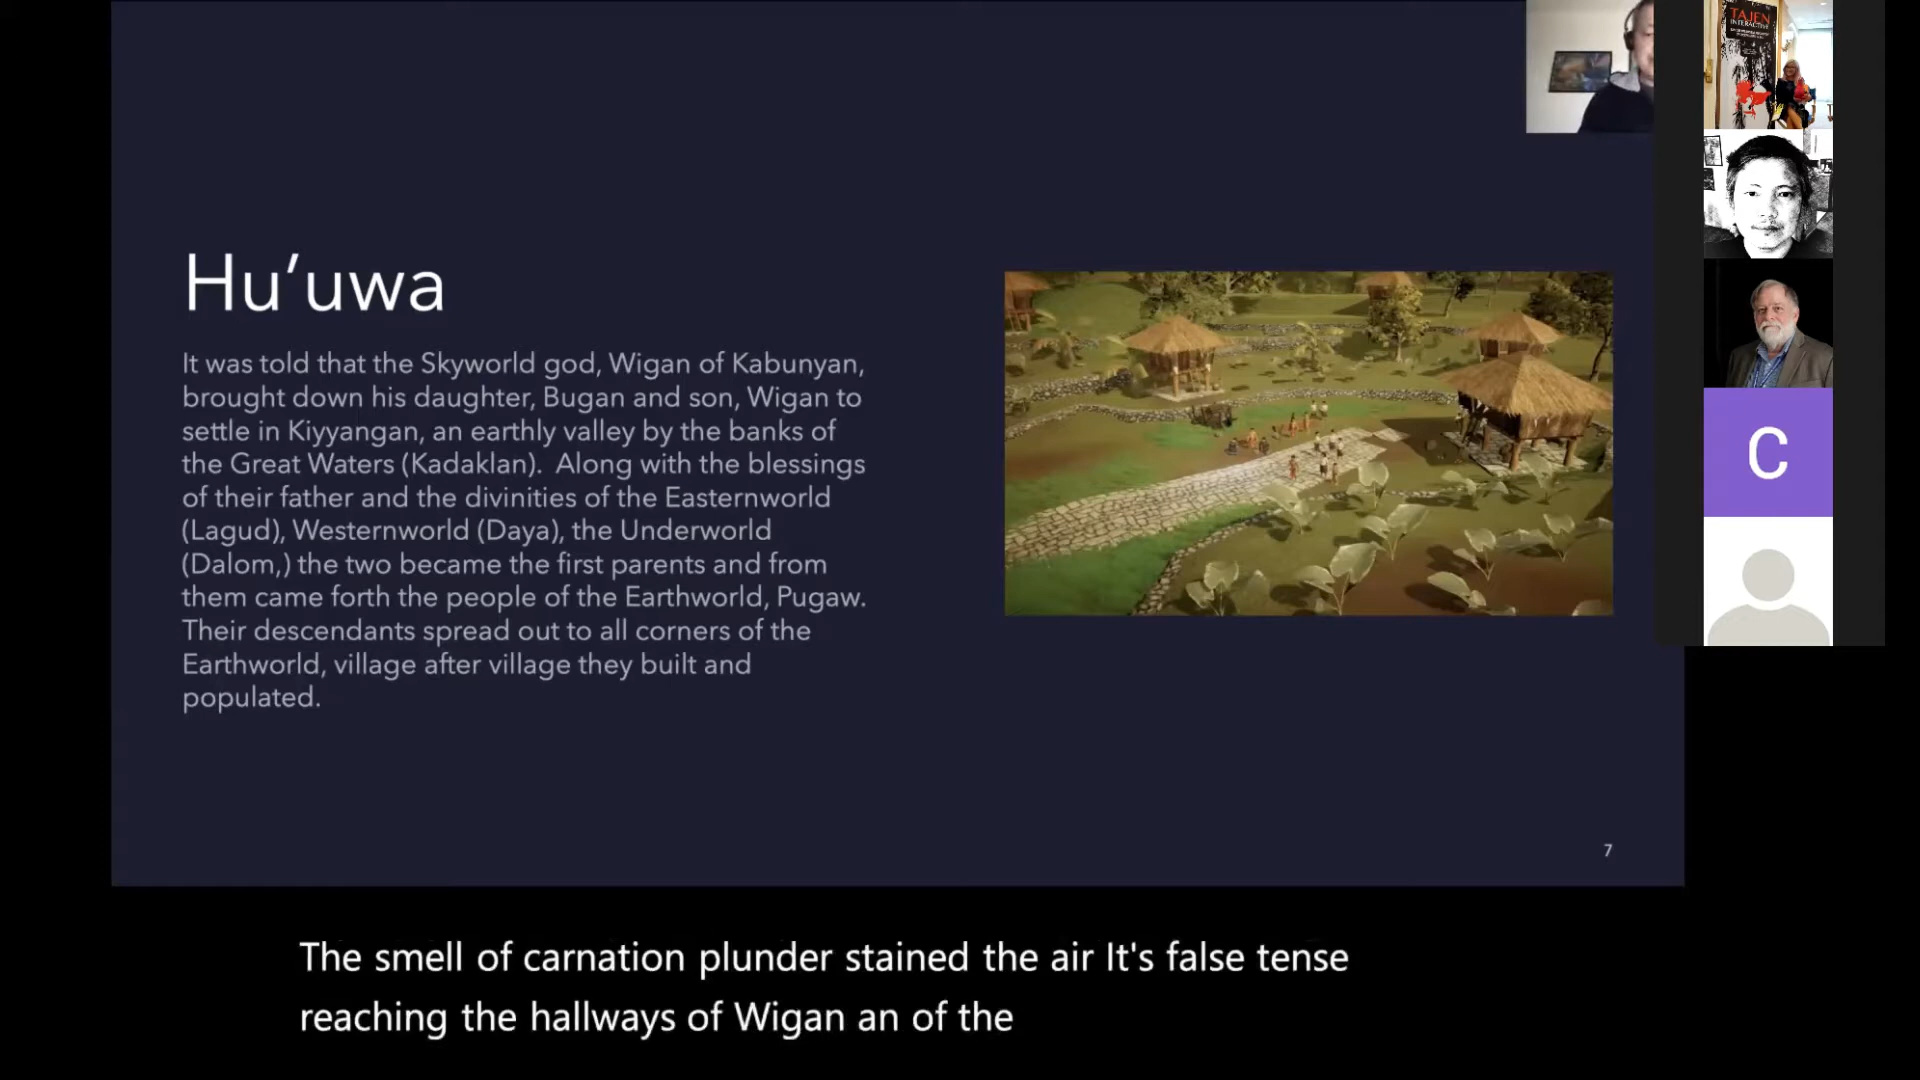 Hu’uwa
It was told that the Skyworld god, Wigan of Kabunyan,
brought down his daughter, Bugan and son, Wigan to
settle in Kiyyangan, an earthly valley by the banks of
the Great Waters (Kadaklan).  Along with the blessings
of their father and the divinities of the Easternworld
(Lagud), Westernworld (Daya), the Underworld
(Dalom,) the two became the first parents and from
them came forth the people of the Earthworld, Pugaw.
Their descendants spread out to all corners of the
Earthworld, village after village they built and
populated.
7
TAJEN
INTERACTIVE
C
The smell of carnation plunder stained the air It's false tense
reaching the hallways of Wigan an of the